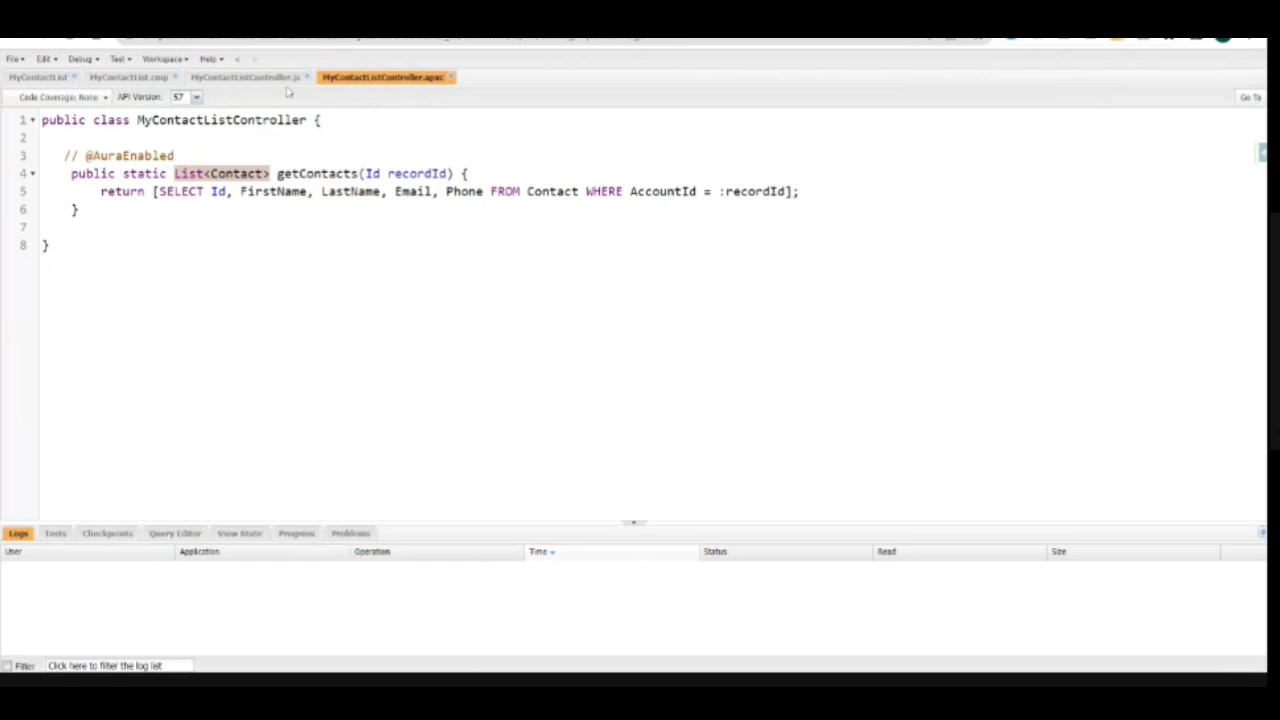 File Edit Debug Test Workspace Help < >
MyContactList MyContactList.cmp MyContactListController.js MyContactListController.apxc
Code Coverage: None API Version: 57 Go To
1 public class MyContactListController {
2
3 // @AuraEnabled
4 public static List<Contact> getContacts(Id recordId) {
5 return [SELECT Id, FirstName, LastName, Email, Phone FROM Contact WHERE AccountId = :recordId];
6 }
7
8 }
Logs Tests Checkpoints Query Editor View State Progress Problems
User Application Operation Time Status Read Size
Filter Click here to filter the log list